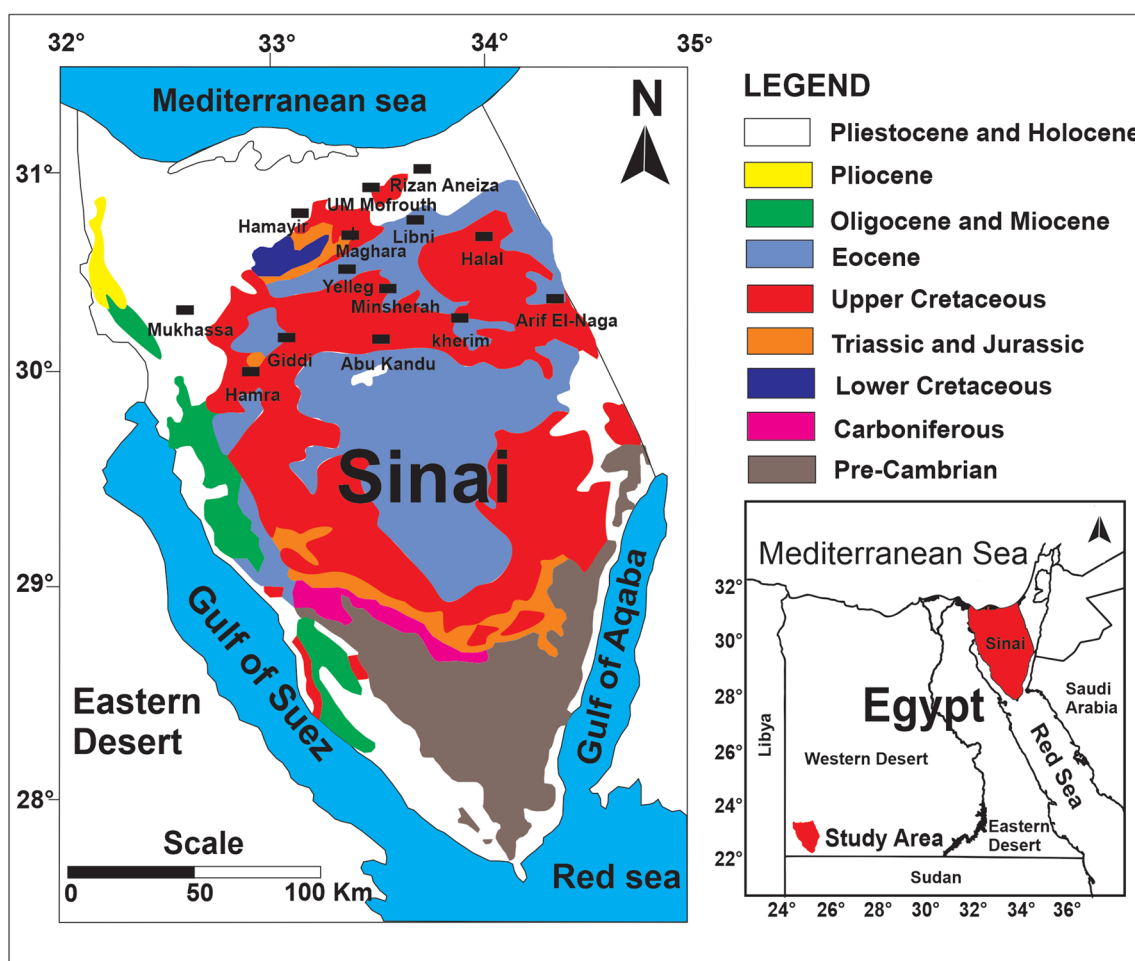 32°
33°
34°
35°
Mediterranean sea
N
31°
Rizan Aneiza
UM Mofrouth
Hamayir
Libni
Maghara
Halal
Yelleg
Minsherah
Arif El-Naga
Mukhassa
kherim
Giddi
Abu Kandu
30°
Hamra
Sinai
29°
Gulf of Suez
Gulf of Aqaba
Eastern
Desert
28°
Scale
0
50
100
Km
Red sea
LEGEND
Pliestocene and Holocene
Pliocene
Oligocene and Miocene
Eocene
Upper Cretaceous
Triassic and Jurassic
Lower Cretaceous
Carboniferous
Pre-Cambrian
Mediterranean Sea
32°
30°
28°
26°
24°
22°
Sinai
Egypt
Saudi
Arabia
Libya
Western Desert
Red Sea
Study Area
Eastern
Desert
Sudan
24°
26°
28°
30°
32°
34°
36°